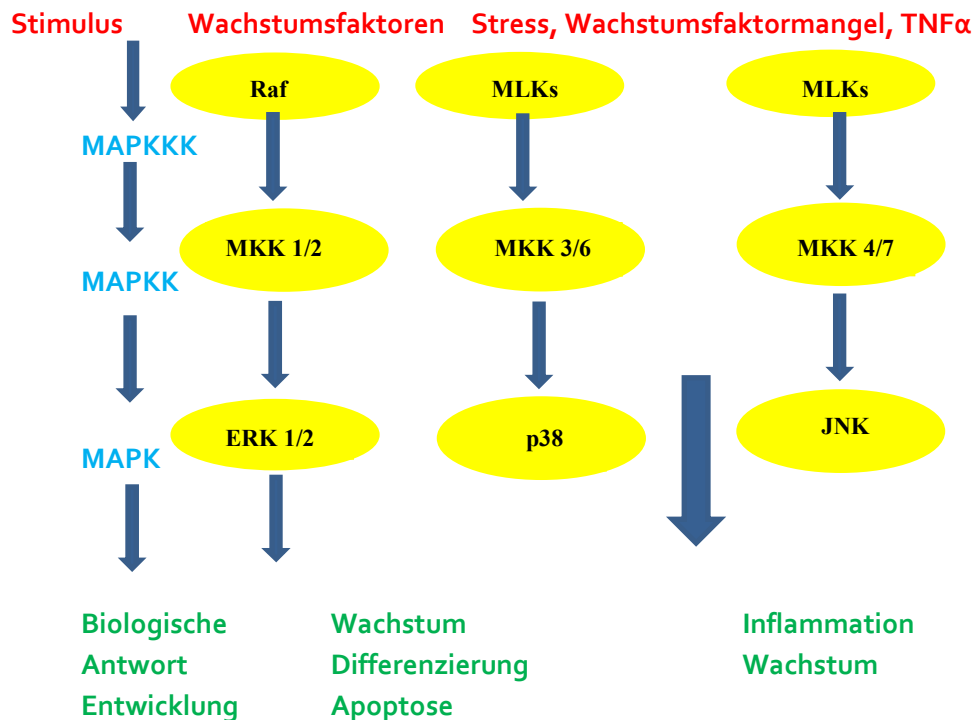 Stimulus Wachstumsfaktoren Stress, Wachstumsfaktormangel, TNFα
Raf MLKs MLKs
MAPKKK
MKK 1/2 MKK 3/6 MKK 4/7
MAPKK
ERK 1/2 p38 JNK
MAPK
Biologische Wachstum Inflammation
Antwort Differenzierung Wachstum
Entwicklung Apoptose